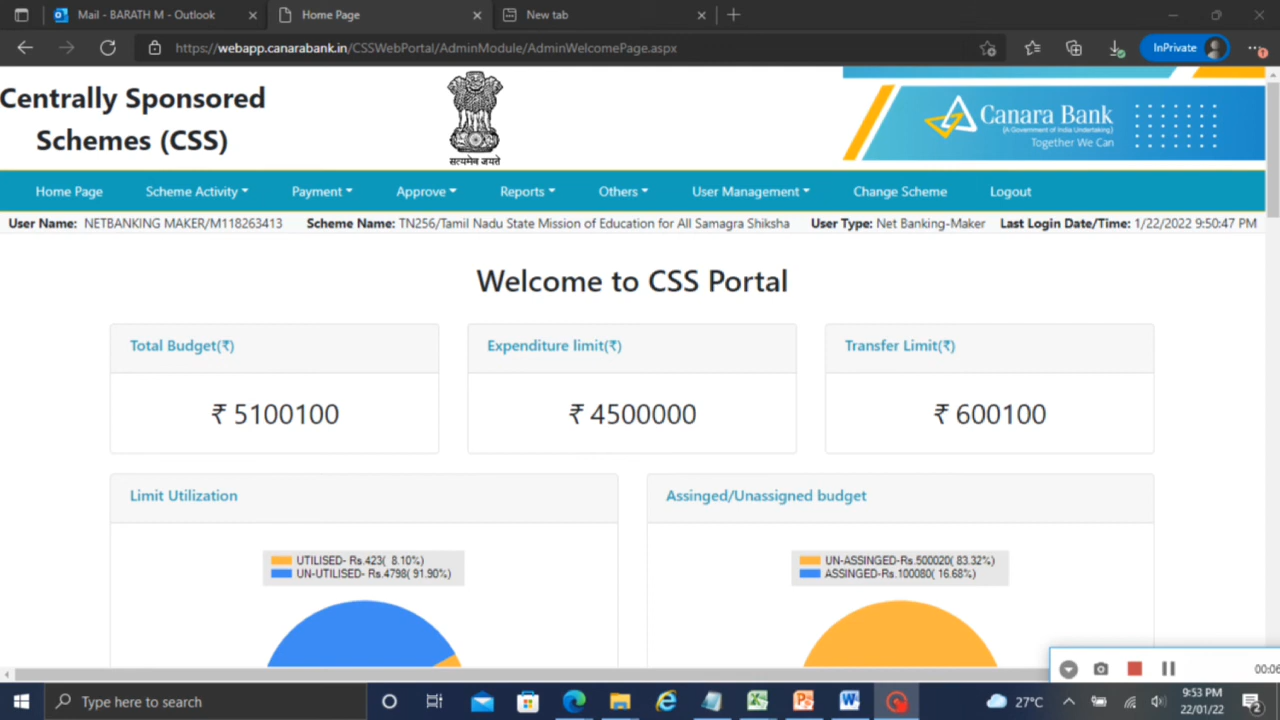 Mail - BARATH M - Outlook
Home Page
New tab
https://webapp.canarabank.in/CSSWebPortal/AdminModule/AdminWelcomePage.aspx
InPrivate
Centrally Sponsored
Schemes (CSS)
सत्यमेव जयते
Canara Bank
(A Government of India Undertaking)
Together We Can
Home Page Scheme Activity Payment Approve Reports Others User Management Change Scheme Logout
User Name: NETBANKING MAKER/M118263413 Scheme Name: TN256/Tamil Nadu State Mission of Education for All Samagra Shiksha User Type: Net Banking-Maker Last Login Date/Time: 1/22/2022 9:50:47 PM
Welcome to CSS Portal
Total Budget(₹) Expenditure limit(₹) Transfer Limit(₹)
₹ 5100100 ₹ 4500000 ₹ 600100
Limit Utilization Assinged/Unassigned budget
UTILISED- Rs.423( 8.10%)
UN-UTILISED- Rs.4798( 91.90%)
UN-ASSINGED-Rs.500020( 83.32%)
ASSINGED-Rs.100080( 16.68%)
00:06
Type here to search
27°C
9:53 PM
22/01/22
2